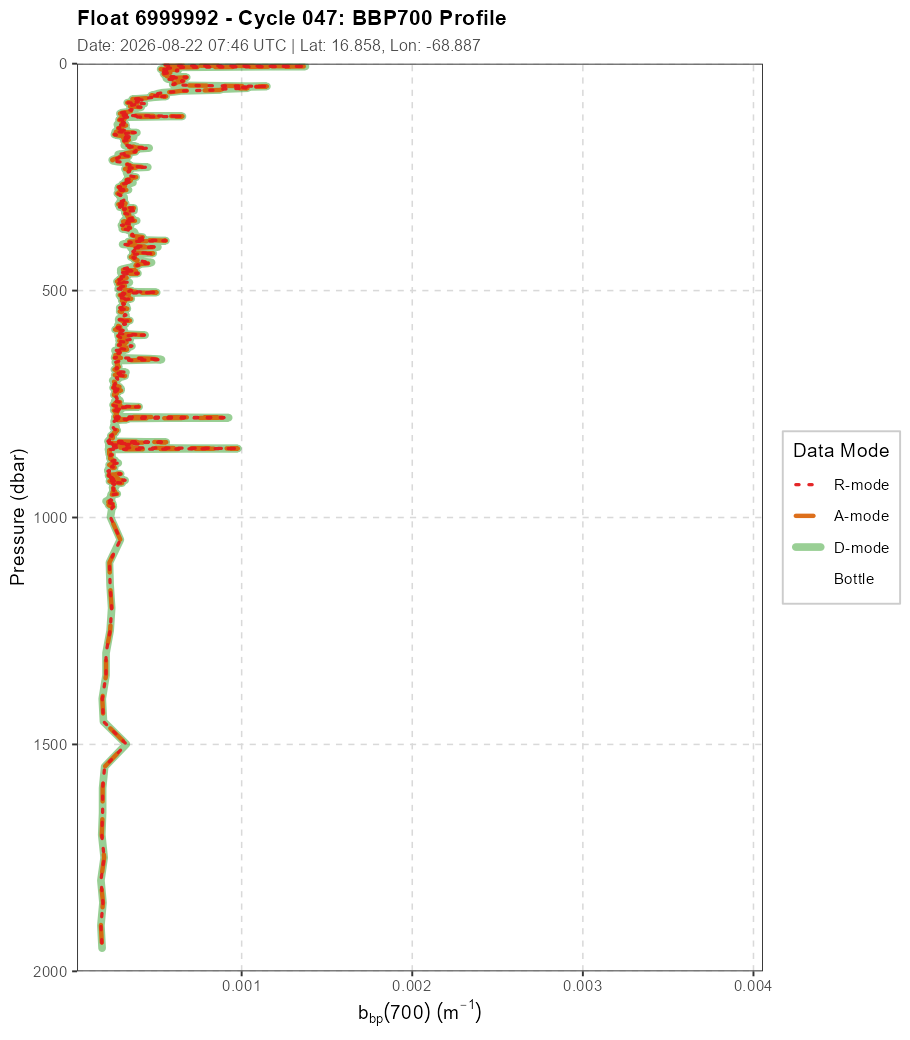 Float 6999992 - Cycle 047: BBP700 Profile
Date: 2026-08-22 07:46 UTC | Lat: 16.858, Lon: -68.887
0
500
1000
1500
2000
Pressure (dbar)
0.001
0.002
0.003
0.004
bbp(700) (m−1)
Data Mode
R-mode
A-mode
D-mode
Bottle